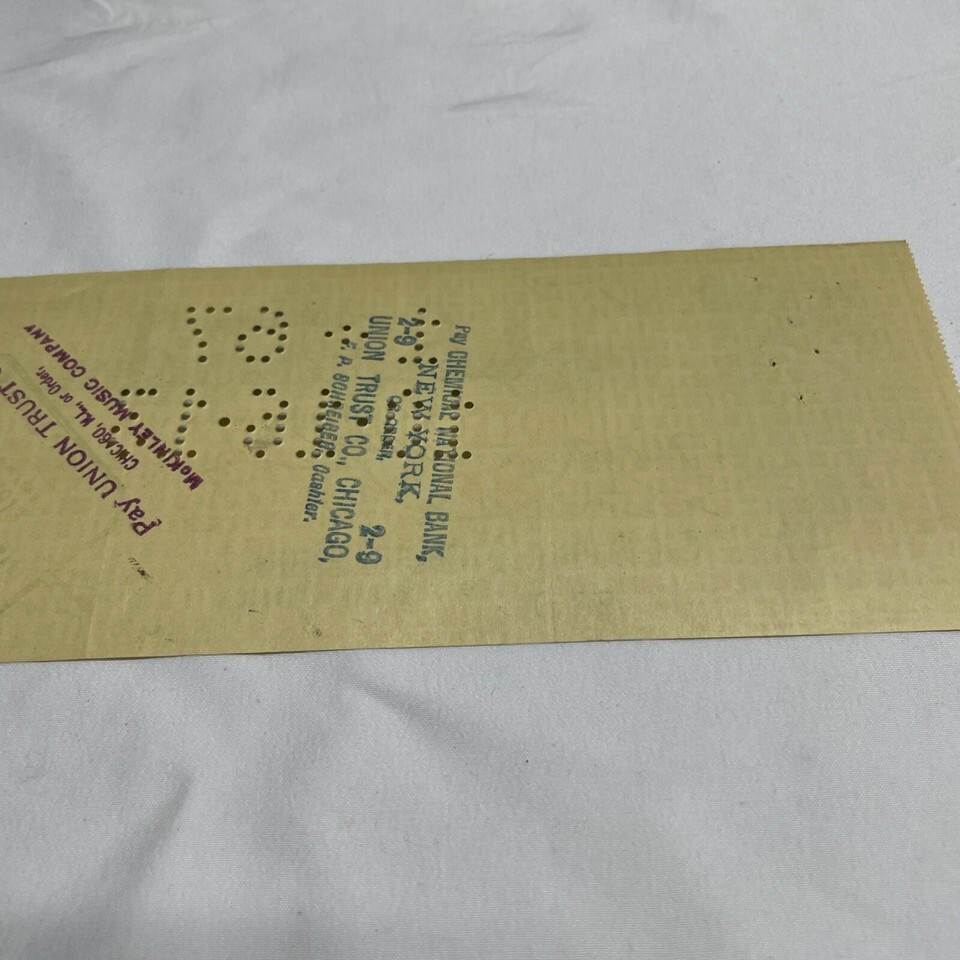 Pay CHEMICAL NATIONAL BANK,
2-9 NEW YORK,
OR ORDER,
UNION TRUST CO., CHICAGO, 2-9
Cashier.
Pay UNION TRUST
CHICAGO, ILL., or Order,
McKINLEY MUSIC COMPANY